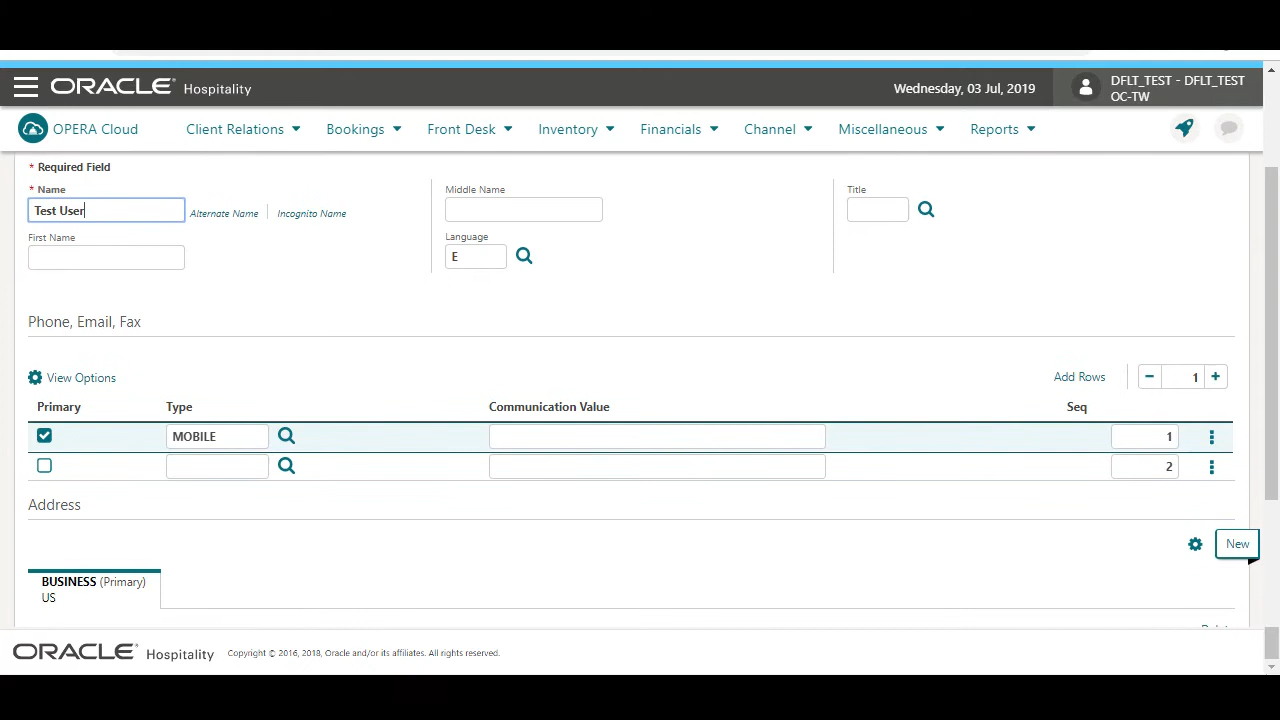 ORACLE Hospitality
Wednesday, 03 Jul, 2019
DFLT_TEST - DFLT_TEST
OC-TW
OPERA Cloud
Client Relations
Bookings
Front Desk
Inventory
Financials
Channel
Miscellaneous
Reports
* Required Field
* Name
Test User
Alternate Name
Incognito Name
First Name
Middle Name
Language
E
Title
Phone, Email, Fax
View Options
Add Rows
1
Primary
Type
Communication Value
Seq
MOBILE
1
2
Address
New
BUSINESS (Primary)
US
ORACLE Hospitality
Copyright © 2016, 2018, Oracle and/or its affiliates. All rights reserved.